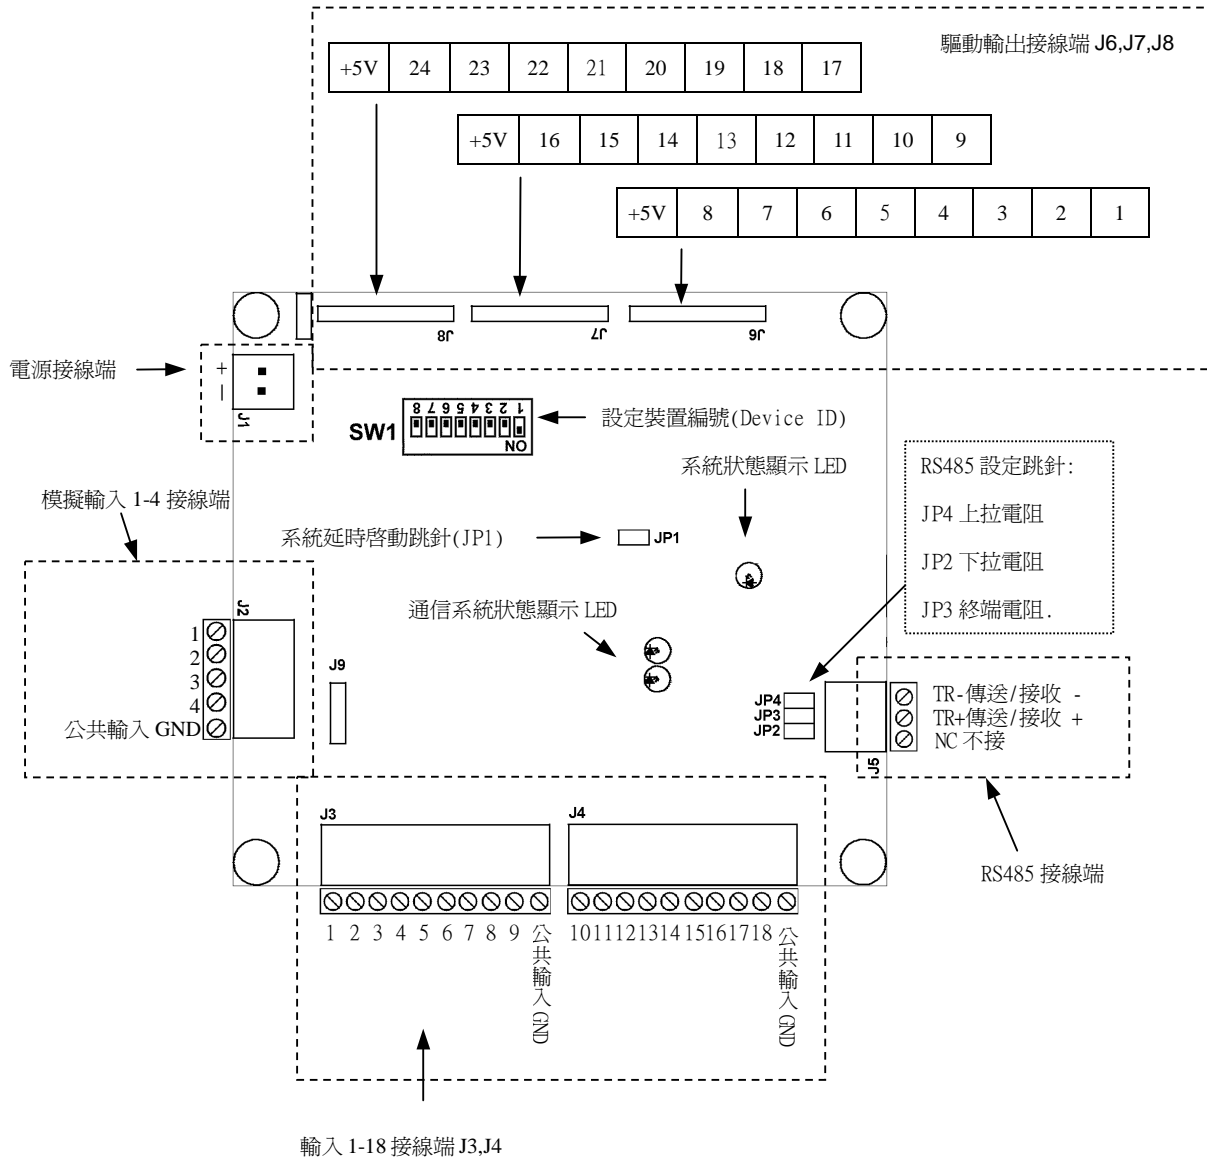 驅動輸出接線端 J6,J7,J8
+5V 24 23 22 21 20 19 18 17
+5V 16 15 14 13 12 11 10 9
+5V 8 7 6 5 4 3 2 1
J8 J7 J6
電源接線端
+
—
J1
SW1
8 7 6 5 4 3 2 1
NO
設定裝置編號(Device ID)
系統狀態顯示 LED
RS485 設定跳針:
JP4 上拉電阻
JP2 下拉電阻
JP3 終端電阻.
模擬輸入 1-4 接線端
系統延時啓動跳針(JP1)
JP1
通信系統狀態顯示 LED
J2
1
2
3
4
公共輸入 GND
J9
JP4
JP3
JP2
TR-傳送/接收 -
TR+傳送/接收 +
NC 不接
J5
RS485 接線端
J3
J4
1 2 3 4 5 6 7 8 9 公共輸入 GND
10 11 12 13 14 15 16 17 18 公共輸入 GND
輸入 1-18 接線端 J3,J4